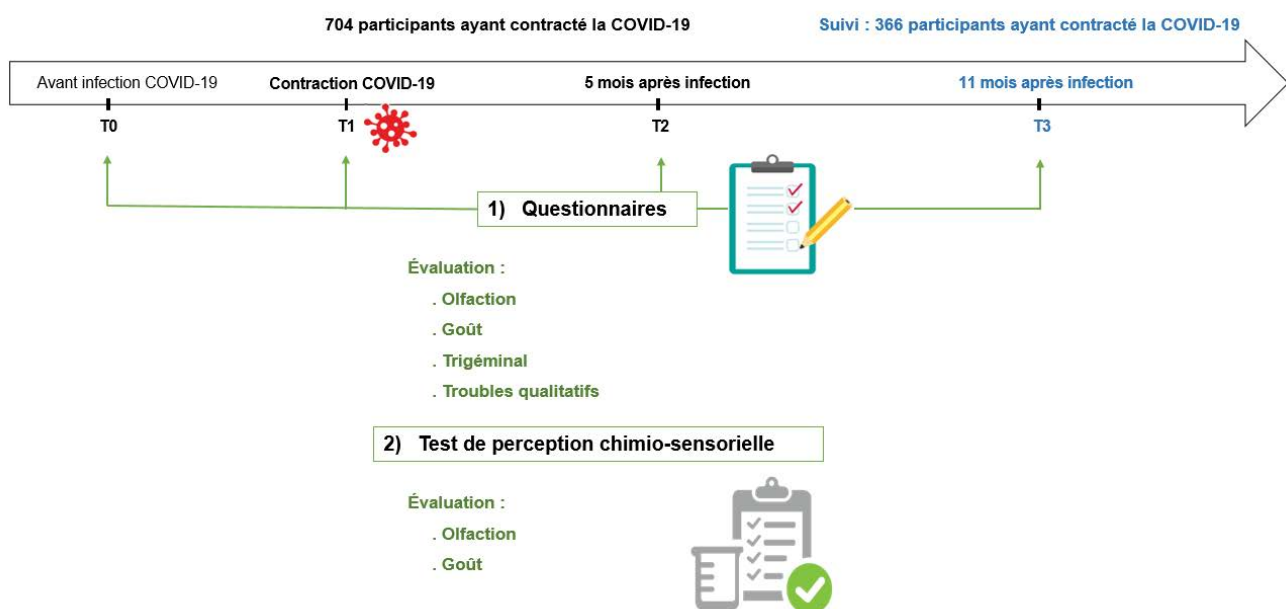 704 participants ayant contracté la COVID-19
Suivi : 366 participants ayant contracté la COVID-19
Avant infection COVID-19
Contraction COVID-19
5 mois après infection
11 mois après infection
T0
T1
T2
T3
1) Questionnaires
Évaluation :
. Olfaction
. Goût
. Trigéminal
. Troubles qualitatifs
2) Test de perception chimio-sensorielle
Évaluation :
. Olfaction
. Goût